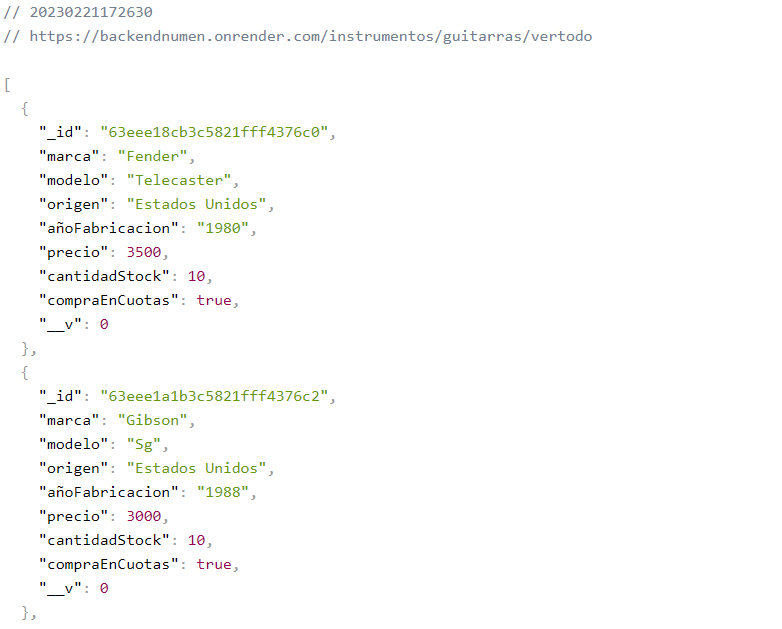 // 20230221172630
// https://backendnumen.onrender.com/instrumentos/guitarras/vertodo
[
{
"_id": "63eee18cb3c5821fff4376c0",
"marca": "Fender",
"modelo": "Telecaster",
"origen": "Estados Unidos",
"añoFabricacion": "1980",
"precio": 3500,
"cantidadStock": 10,
"compraEnCuotas": true,
"__v": 0
},
{
"_id": "63eee1a1b3c5821fff4376c2",
"marca": "Gibson",
"modelo": "Sg",
"origen": "Estados Unidos",
"añoFabricacion": "1988",
"precio": 3000,
"cantidadStock": 10,
"compraEnCuotas": true,
"__v": 0
},